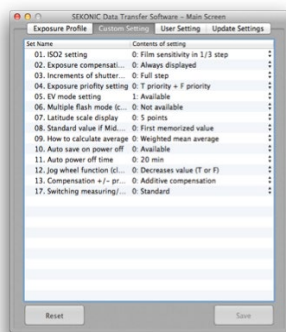 SEKONIC Data Transfer Software – Main Screen
Exposure Profile Custom Setting User Setting Update Settings
Set Name Contents of setting
01. ISO2 setting 0: Film sensitivity in 1/3 step
02. Exposure compensati... 0: Always displayed
03. Increments of shutter... 0: Full step
04. Exposure priofity setting 0: T priority + F priority
05. EV mode setting 1: Available
06. Multiple flash mode (c... 0: Not available
07. Latitude scale display 0: S points
08. Standard value if Mid.... 0: First memorized value
09. How to calculate average 0: Weighted mean average
10. Auto save on power off 0: Available
11. Auto power off time 0: 20 min
12. Jog wheel function (cl... 0: Decreases value (T or F)
13. Compensation +/- pr... 0: Additive compensation
17. Switching measuring/... 0: Standard
Reset Save